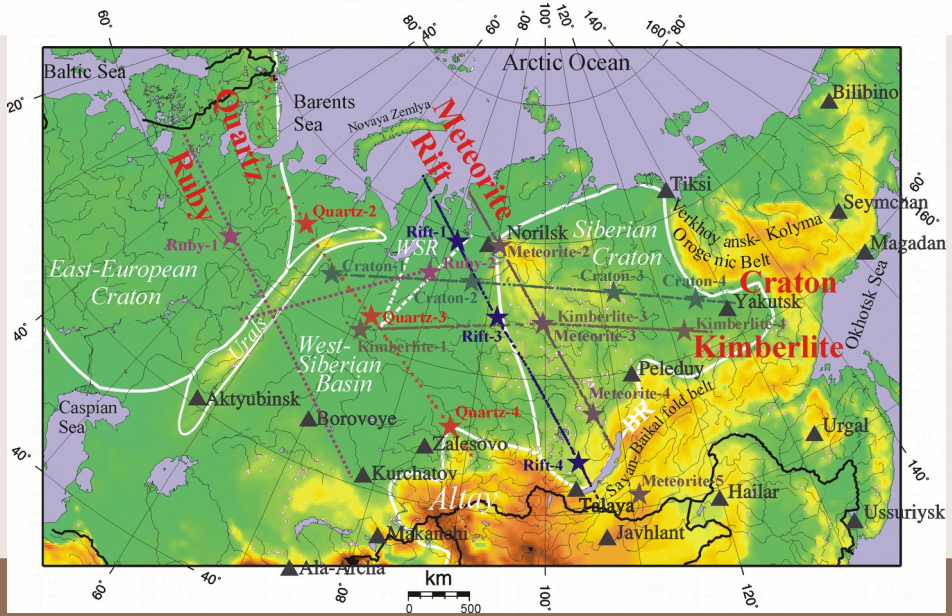 60°
80°
40°
60°
80°
100°
120°
140°
160°
80°
Baltic Sea
Arctic Ocean
20°
Barents
Sea
Novaya Zemlya
Bilibino
Quartz
Meteorite
Rift
Ruby
Tiksi
60°
Seymchan
160°
Quartz-2
Norilsk
Siberian
Craton
Verkhoyansk- Kolyma
Orogenic Belt
Rift-1
WSR
Ruby-1
Ruby-2
Meteorite-2
Magadan
East-European
Craton
Craton-1
Craton-2
Craton-3
Craton-4
Craton
Yakutsk
Okhotsk Sea
40°
Quartz-3
Rift-3
Kimberlite-3
Meteorite-3
Kimberlite-4
Kimberlite-1
Kimberlite
Urals
West-
Siberian
Basin
Peleduy
Aktyubinsk
Meteorite-4
Caspian
Sea
Borovoye
Quartz-4
BR
Sayan-Baikal fold belt
Urgal
Zalesovo
40°
Kurchatov
Rift-4
Meteorite-5
140°
Altay
Talaya
Hailar
Ussuriysk
Makanchi
Javhlant
Ala-Archa
60°
40°
80°
km
0
500
100°
120°